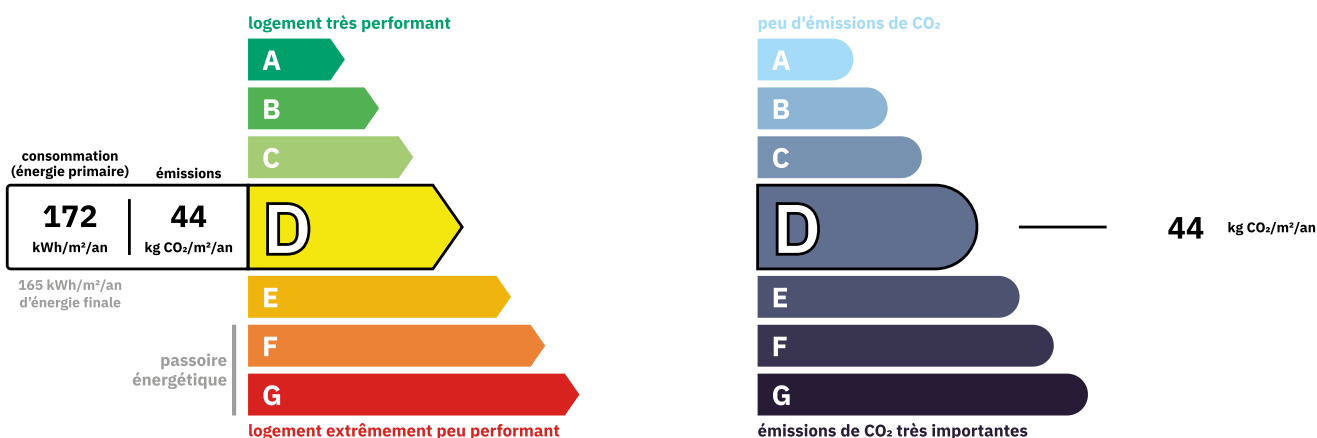 logement très performant
A
B
C
consommation
(énergie primaire)
émissions
172
kWh/m²/an
44
kg CO₂/m²/an
D
165 kWh/m²/an
d'énergie finale
E
passoire
énergétique
F
G
logement extrêmement peu performant
peu d'émissions de CO₂
A
B
C
D
44 kg CO₂/m²/an
E
F
G
émissions de CO₂ très importantes